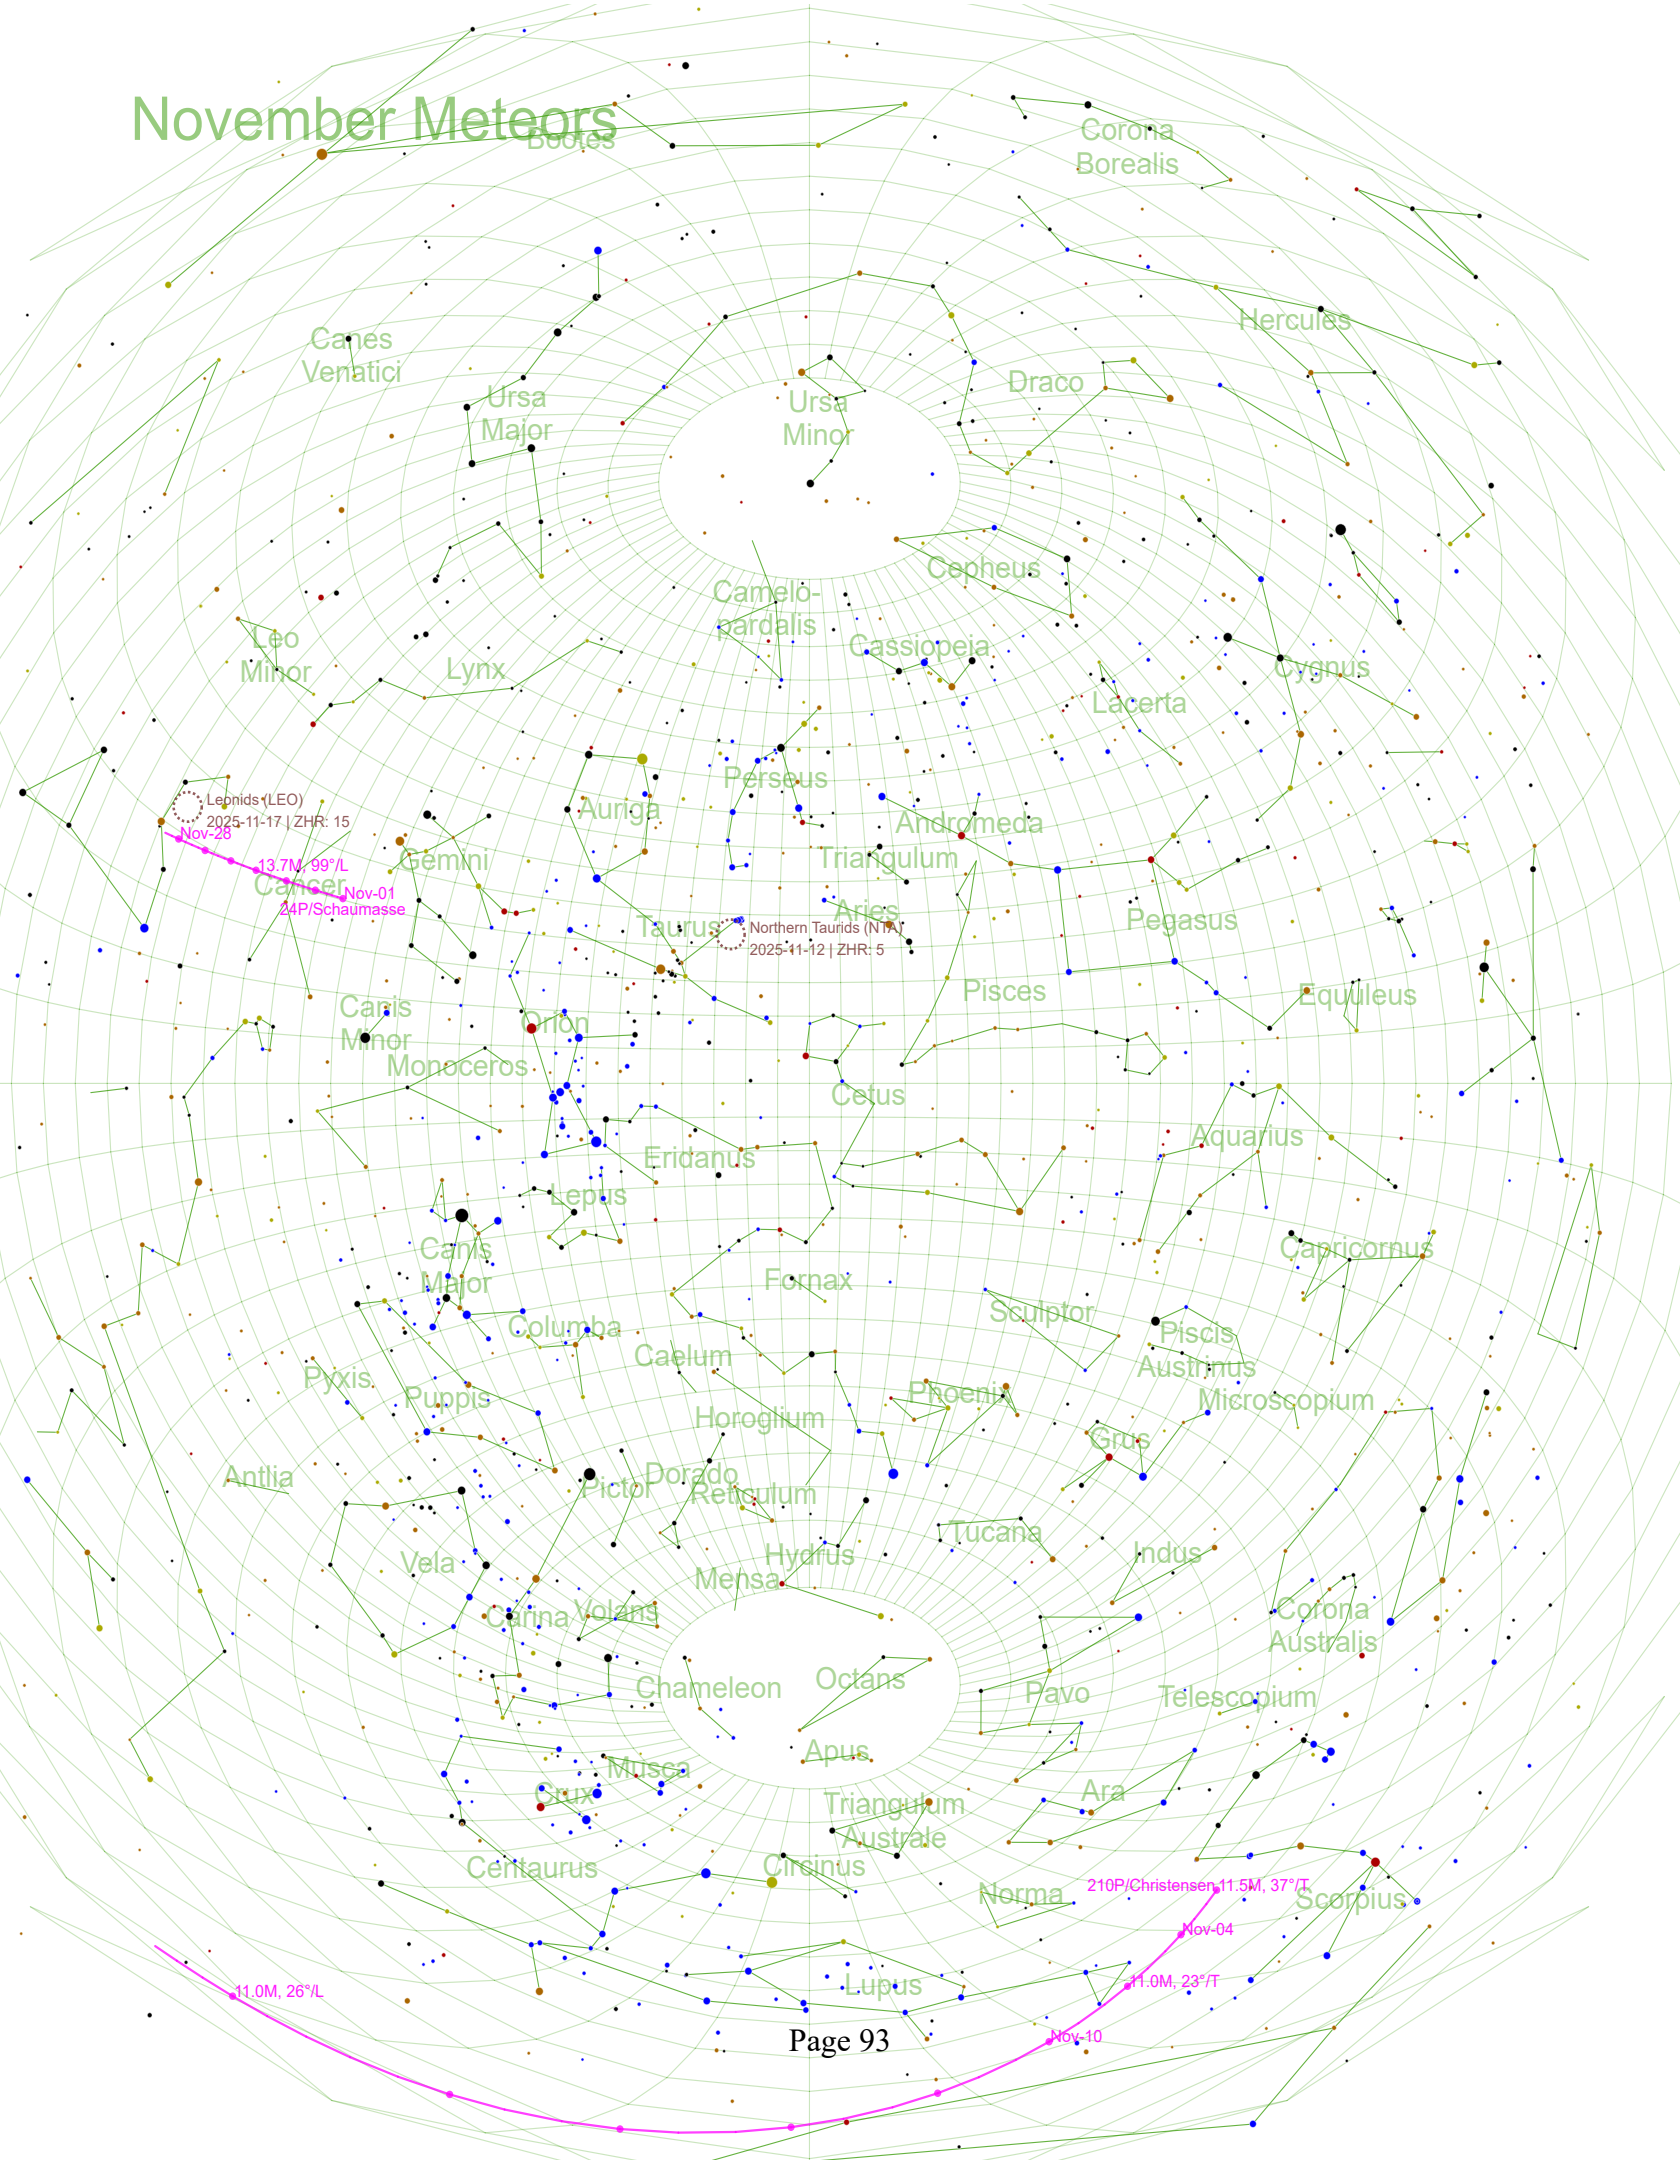 November Meteors
Bootes
Corona
Borealis
Canes
Venatici
Hercules
Ursa
Major
Ursa
Minor
Draco
Cepheus
Camelo-
pardalis
Leo
Minor
Lynx
Cassiopeia
Cygnus
Lacerta
Perseus
Leonids (LEO)
2025-11-17 | ZHR: 15
Auriga
Andromeda
Nov-28
13.7M, 99°/L
Gemini
Triangulum
Cancer
Nov-01
24P/Schaumasse
Aries
Taurus
Northern Taurids (NTA)
2025-11-12 | ZHR: 5
Pegasus
Pisces
Equuleus
Canis
Minor
Orion
Monoceros
Cetus
Aquarius
Eridanus
Lepus
Canis
Major
Capricornus
Fornax
Sculptor
Columba
Piscis
Austrinus
Caelum
Pyxis
Puppis
Phoenix
Microscopium
Horoglium
Grus
Antlia
Pictor
Dorado
Reticulum
Tucana
Vela
Hydrus
Indus
Mensa
Carina
Volans
Corona
Australis
Chameleon
Octans
Pavo
Telescopium
Apus
Musca
Crux
Ara
Triangulum
Australe
Centaurus
Circinus
Norma
210P/Christensen
11.5M, 37°/T
Scorpius
Nov-04
11.0M, 26°/L
Lupus
11.0M, 23°/T
Nov-10
Page 93